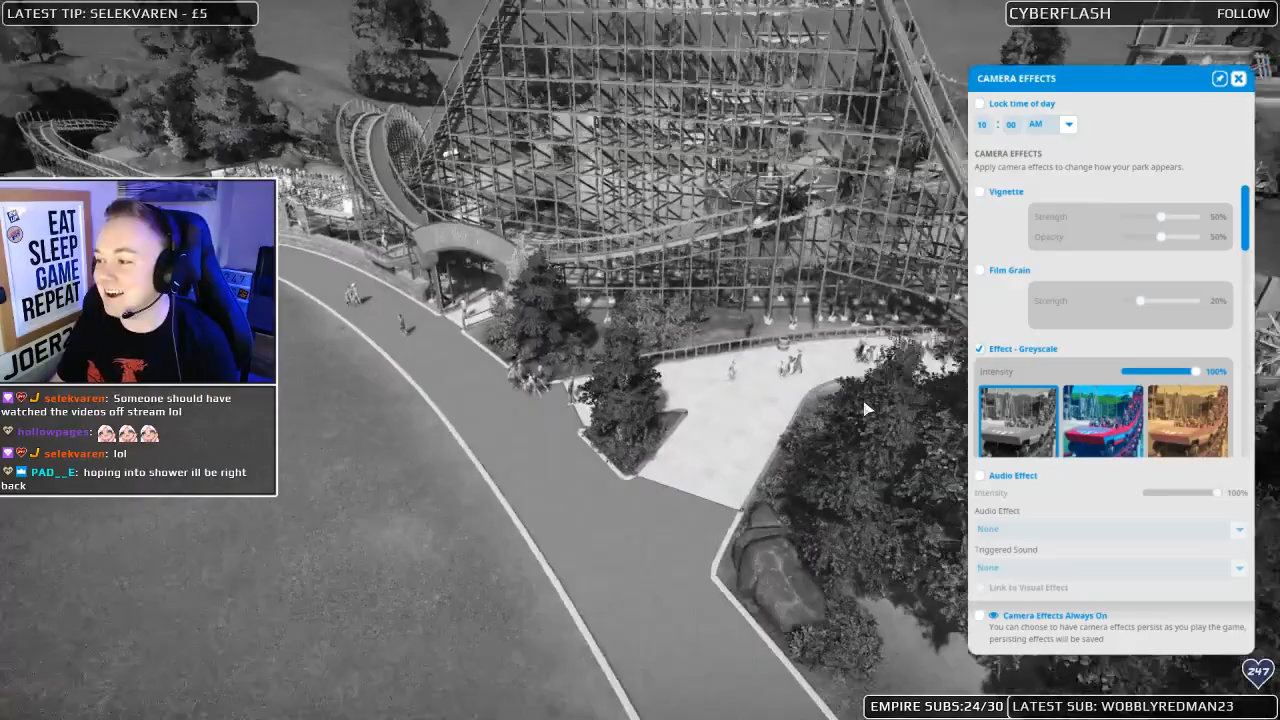 LATEST TIP: SELEKVAREN - £5
CYBERFLASH FOLLOW
CAMERA EFFECTS
Lock time of day
10 : 00 AM
CAMERA EFFECTS
Apply camera effects to change how your park appears.
Vignette
Strength 50%
Opacity 50%
Film Grain
Strength 20%
Effect - Greyscale
Intensity 100%
Audio Effect
Intensity 100%
Audio Effect
None
Triggered Sound
None
Link to Visual Effect
Camera Effects Always On
You can choose to have camera effects persist as you play the game,
persisting effects will be saved
EAT
SLEEP
GAME
REPEAT
selekvaren: Someone should have
watched the videos off stream lol
hollowpages:
selekvaren: lol
PAD__E: hoping into shower ill be right
back
247
EMPIRE SUBS:24/30
LATEST SUB: WOBBLYREDMAN23